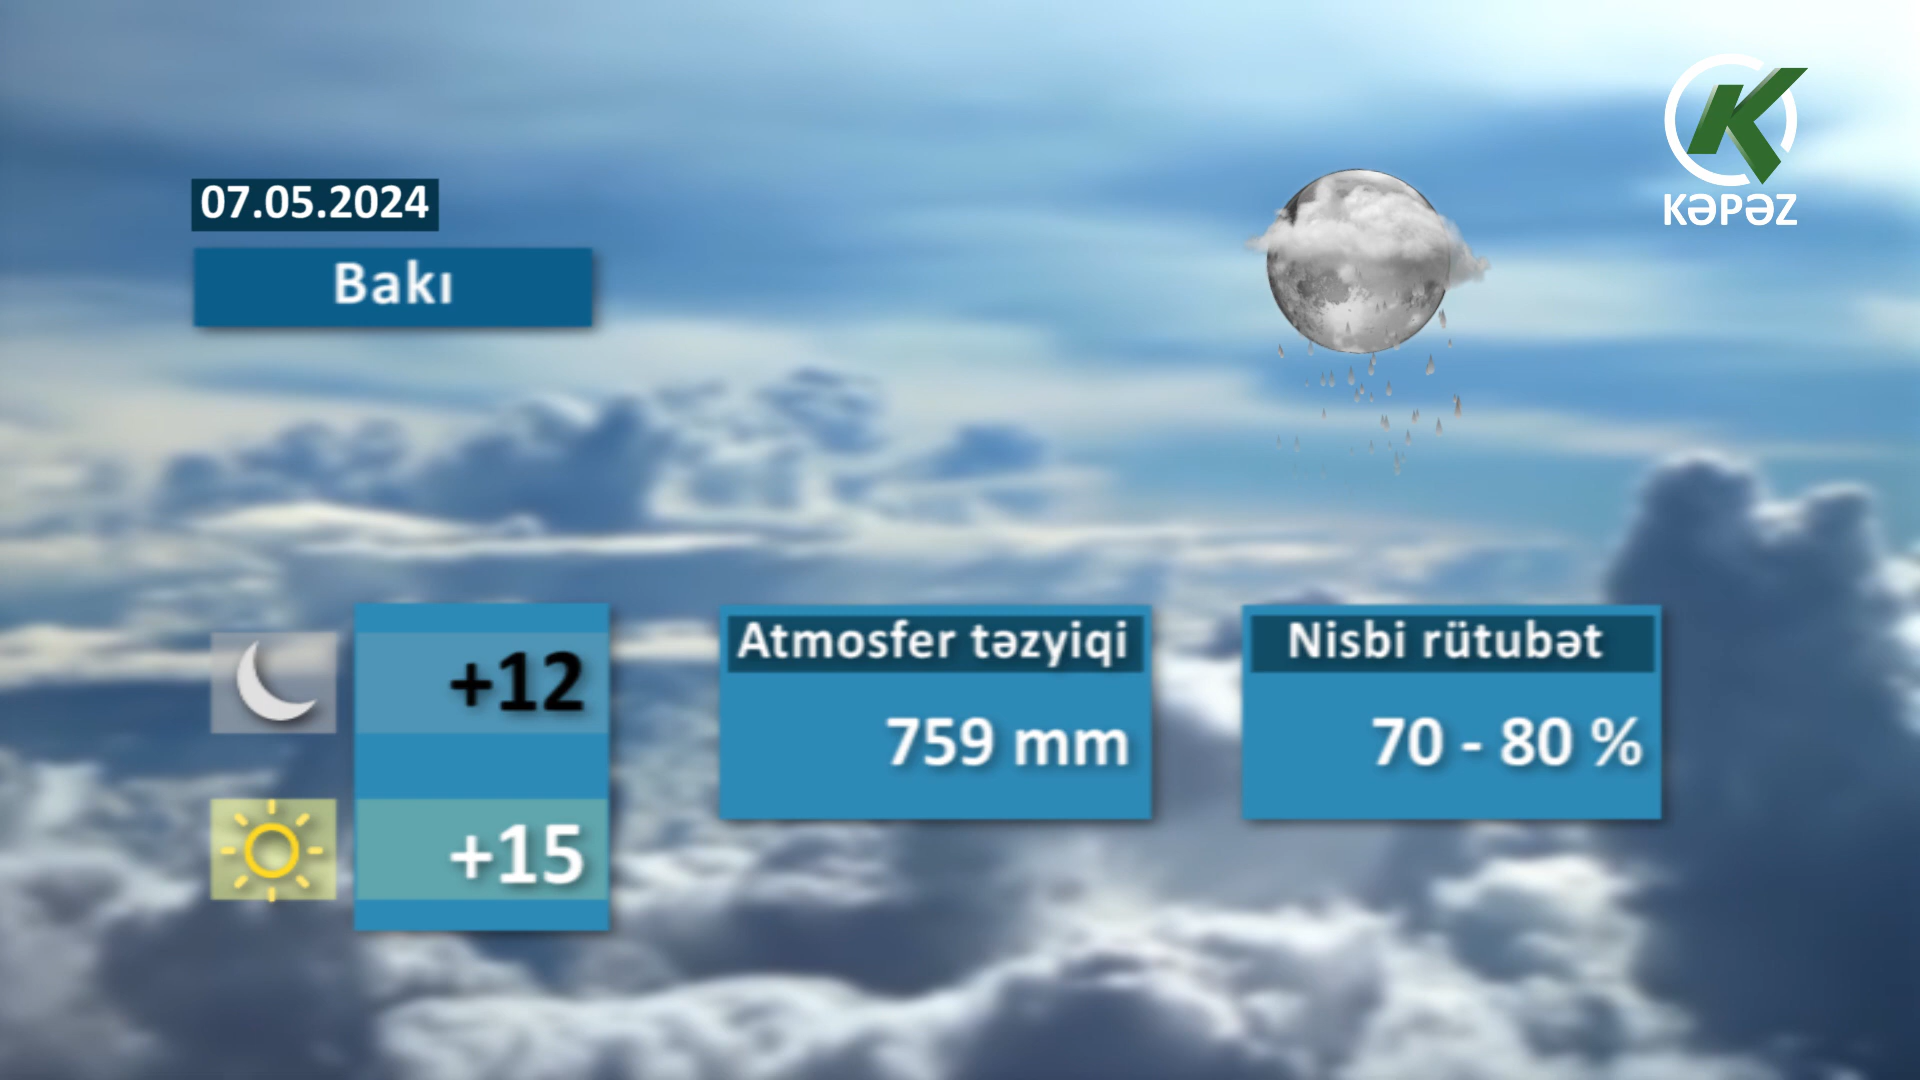 KƏPƏZ
07.05.2024
Bakı
+12
+15
Atmosfer təzyiqi
759 mm
Nisbi rütubət
70 - 80 %